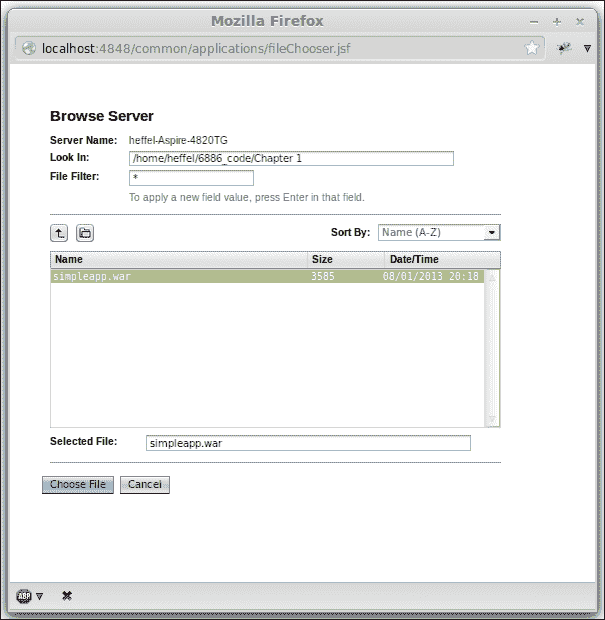 Mozilla Firefox
localhost:4848/common/applications/fileChooser.jsf
Browse Server
Server Name: heffel-Aspire-4820TG
Look In: /home/heffel/6886_code/Chapter 1
File Filter: *
To apply a new field value, press Enter in that field.
Sort By: Name (A-Z)
Name Size Date/Time
simpleapp.war 3585 08/01/2013 20:18
Selected File: simpleapp.war
Choose File Cancel
ABP